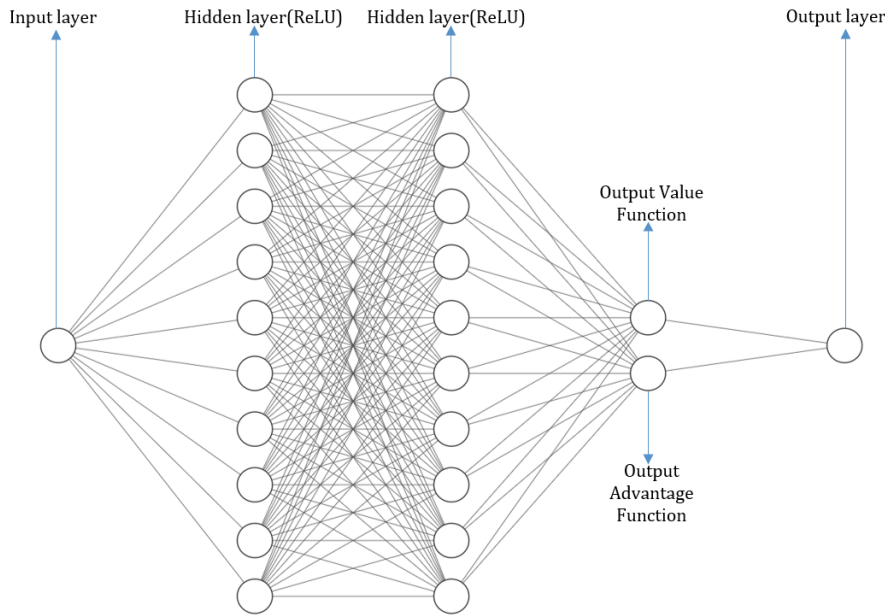 Input layer
Hidden layer(ReLU)
Hidden layer(ReLU)
Output layer
Output Value
Function
Output
Advantage
Function